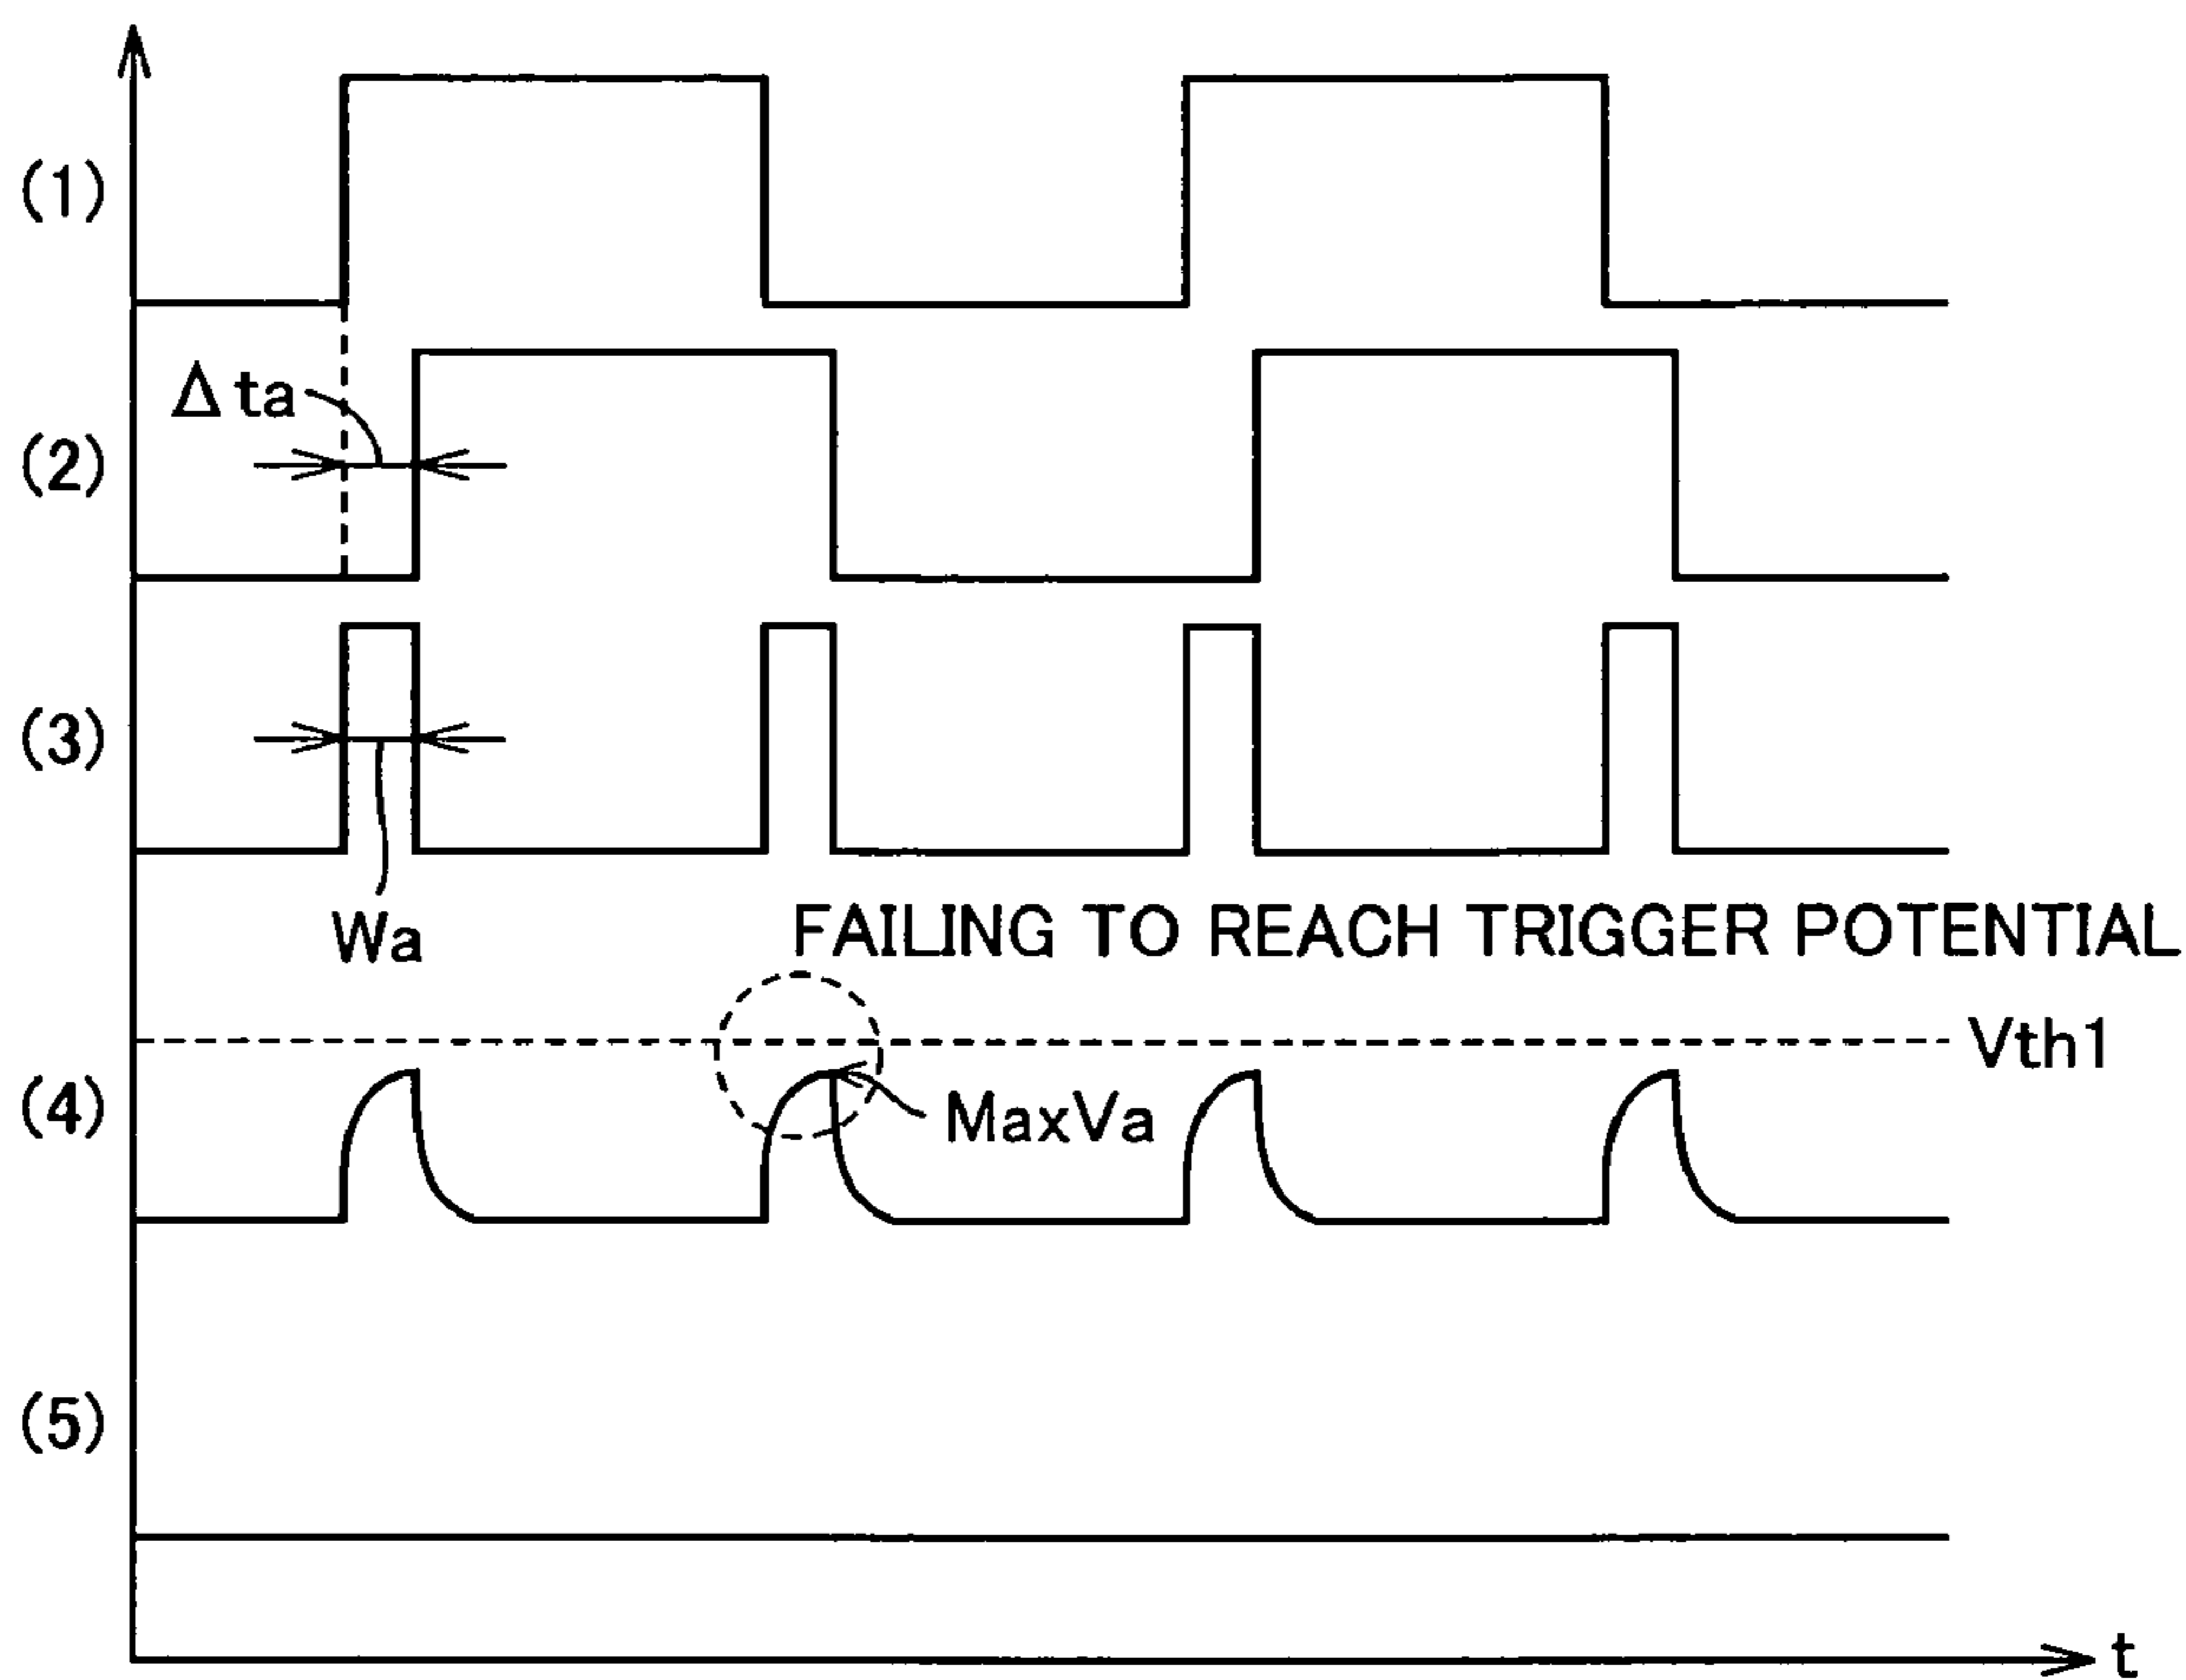 (1)
Δta
(2)
(3)
Wa
FAILING TO REACH TRIGGER POTENTIAL
Vth1
(4)
MaxVa
(5)
t